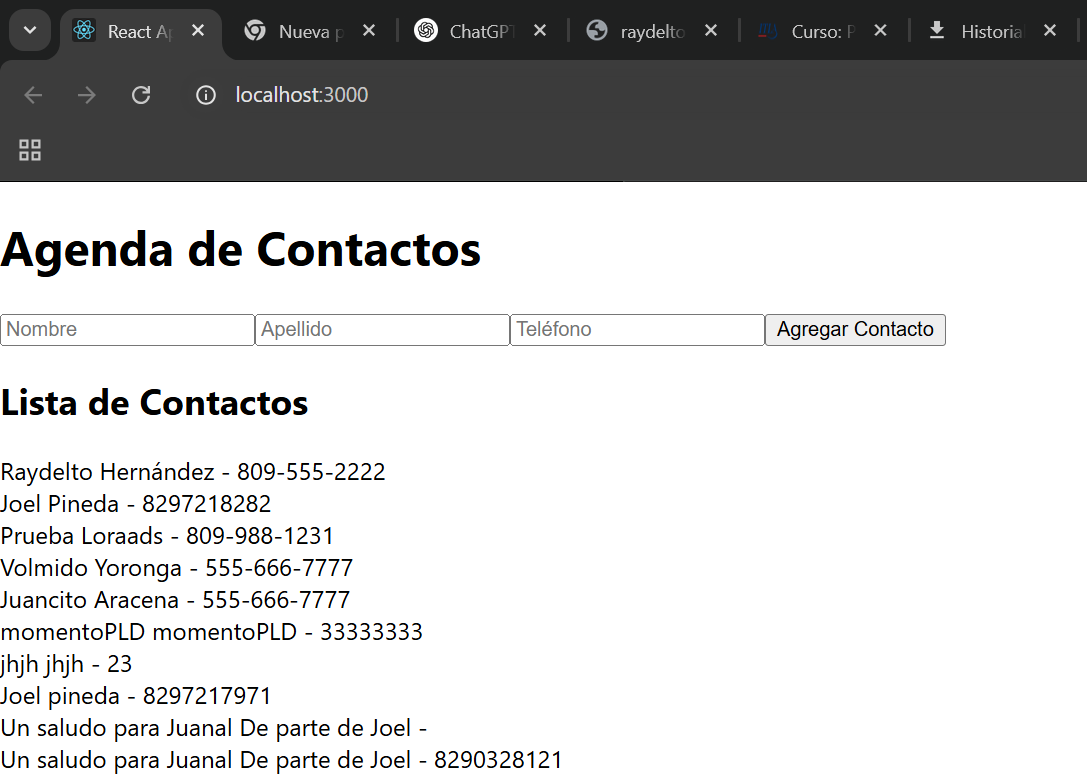 React Ap
Nueva p
ChatGPT
raydelto
Curso: P
Historia
localhost:3000
Agenda de Contactos
Nombre
Apellido
Teléfono
Agregar Contacto
Lista de Contactos
Raydelto Hernández - 809-555-2222
Joel Pineda - 8297218282
Prueba Loraads - 809-988-1231
Volmido Yoronga - 555-666-7777
Juancito Aracena - 555-666-7777
momentoPLD momentoPLD - 33333333
jhjh jhjh - 23
Joel pineda - 8297217971
Un saludo para Juanal De parte de Joel -
Un saludo para Juanal De parte de Joel - 8290328121